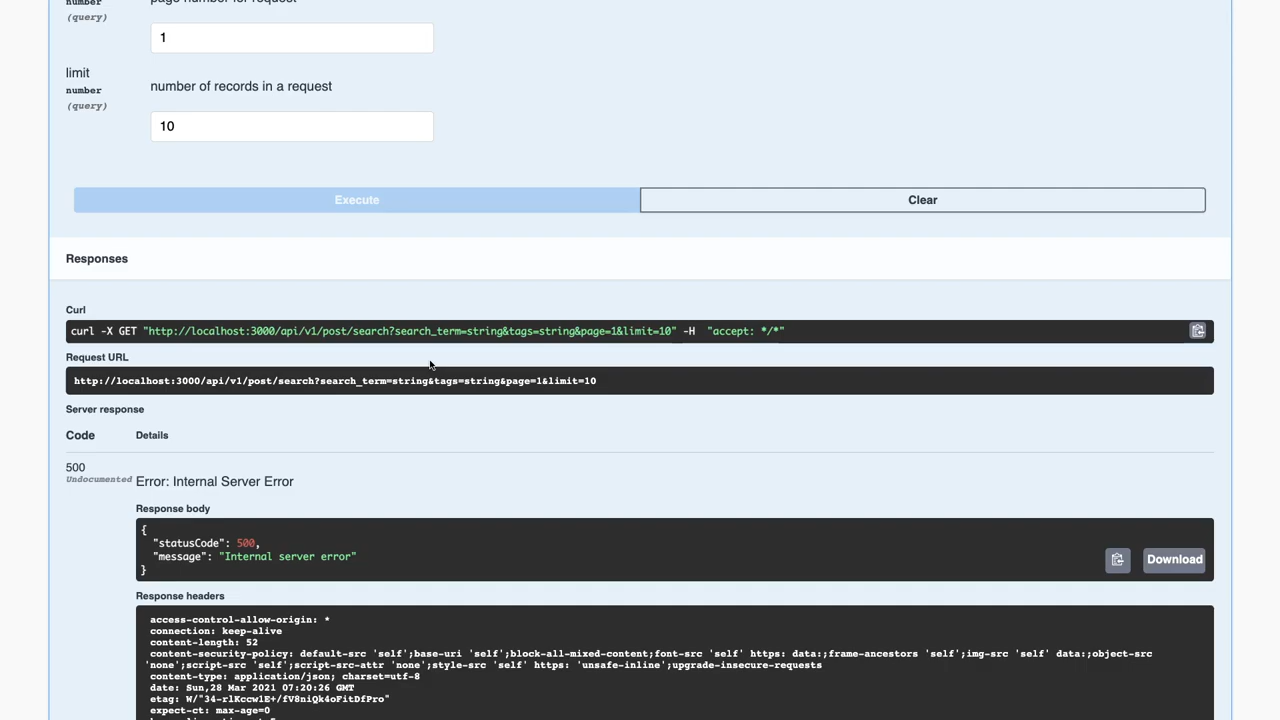 number
page number for request
(query)
1
limit
number
number of records in a request
(query)
10
Execute
Clear
Responses
Curl
curl -X GET "http://localhost:3000/api/v1/post/search?search_term=string&tags=string&page=1&limit=10" -H  "accept: */*"
Request URL
http://localhost:3000/api/v1/post/search?search_term=string&tags=string&page=1&limit=10
Server response
Code
Details
500
Undocumented
Error: Internal Server Error
Response body
{
"statusCode": 500,
"message": "Internal server error"
}
Download
Response headers
access-control-allow-origin: *
connection: keep-alive
content-length: 52
content-security-policy: default-src 'self';base-uri 'self';block-all-mixed-content;font-src 'self' https: data:;frame-ancestors 'self';img-src 'self' data:;object-src
'none';script-src 'self';script-src-attr 'none';style-src 'self' https: 'unsafe-inline';upgrade-insecure-requests
content-type: application/json; charset=utf-8
date: Sun,28 Mar 2021 07:20:26 GMT
etag: W/"34-rlKccwlE+/fV8niQk4oFitDfPro"
expect-ct: max-age=0